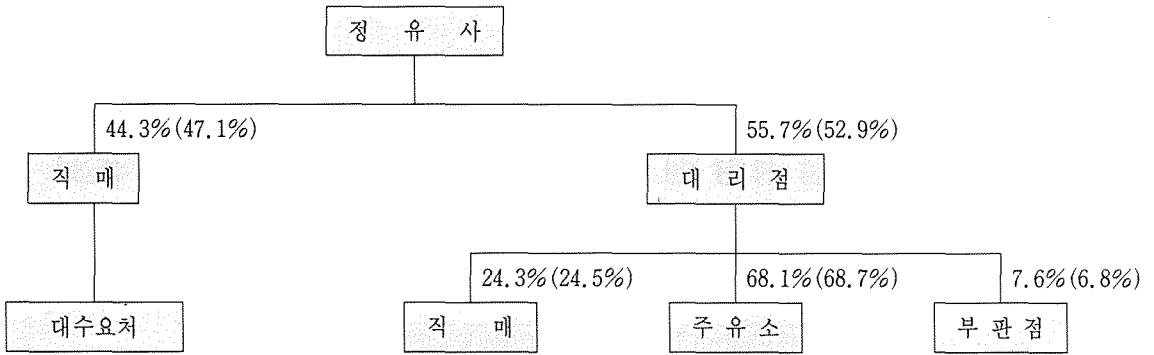 정 유 사
44.3%(47.1%) 55.7%(52.9%)
직 매 대 리 점
24.3%(24.5%) 68.1%(68.7%) 7.6%(6.8%)
대수요처 직 매 주 유 소 부 판 점